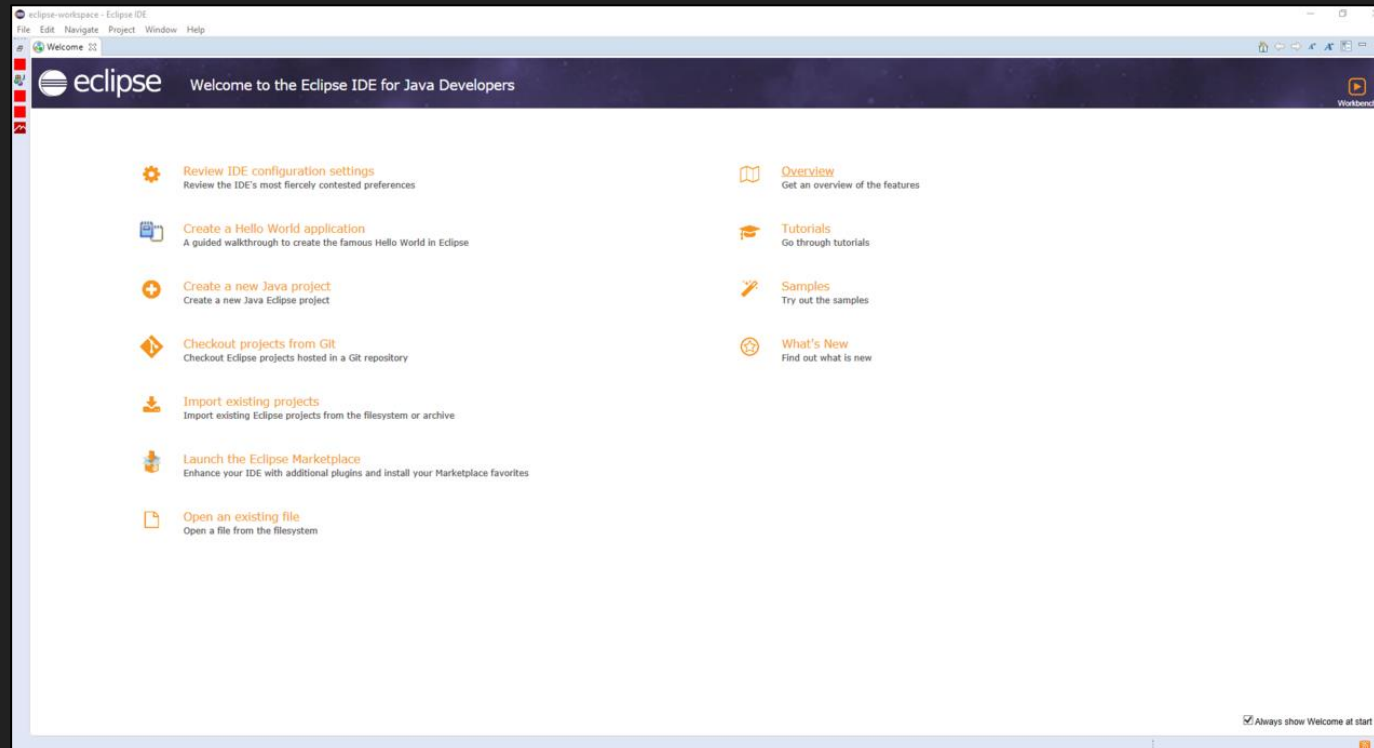 eclipse-workspace - Eclipse IDE
File Edit Navigate Project Window Help
Welcome
eclipse Welcome to the Eclipse IDE for Java Developers
Workbench
Review IDE configuration settings
Review the IDE's most fiercely contested preferences
Create a Hello World application
A guided walkthrough to create the famous Hello World in Eclipse
Create a new Java project
Create a new Java Eclipse project
Checkout projects from Git
Checkout Eclipse projects hosted in a Git repository
Import existing projects
Import existing Eclipse projects from the filesystem or archive
Launch the Eclipse Marketplace
Enhance your IDE with additional plugins and install your Marketplace favorites
Open an existing file
Open a file from the filesystem
Overview
Get an overview of the features
Tutorials
Go through tutorials
Samples
Try out the samples
What's New
Find out what is new
Always show Welcome at start